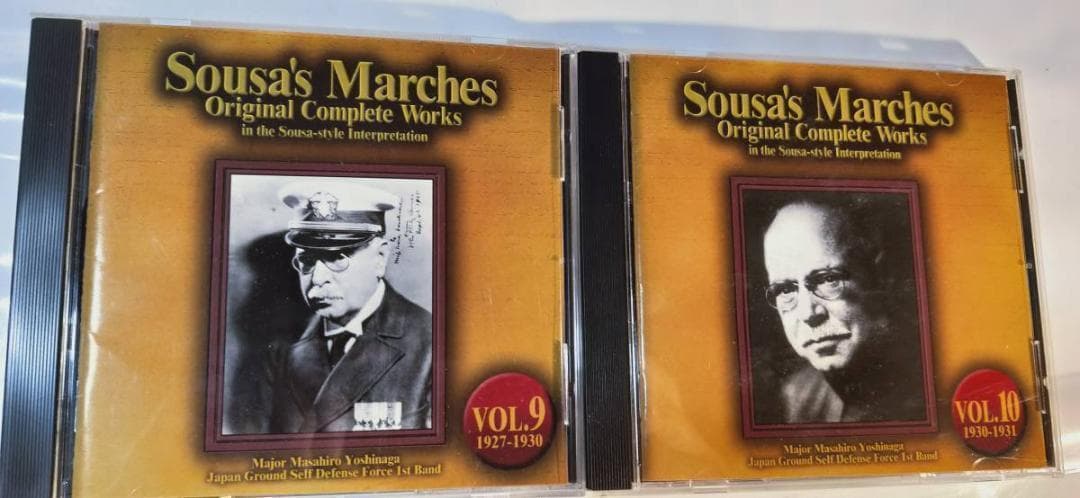 Sousa's Marches
Original Complete Works
in the Sousa-style Interpretation
VOL.9
1927-1930
Major Masahiro Yoshinaga
Japan Ground Self Defense Force 1st Band
Sousa's Marches
Original Complete Works
in the Sousa-style Interpretation
VOL.10
1930-1931
Major Masahiro Yoshinaga
Japan Ground Self Defense Force 1st Band